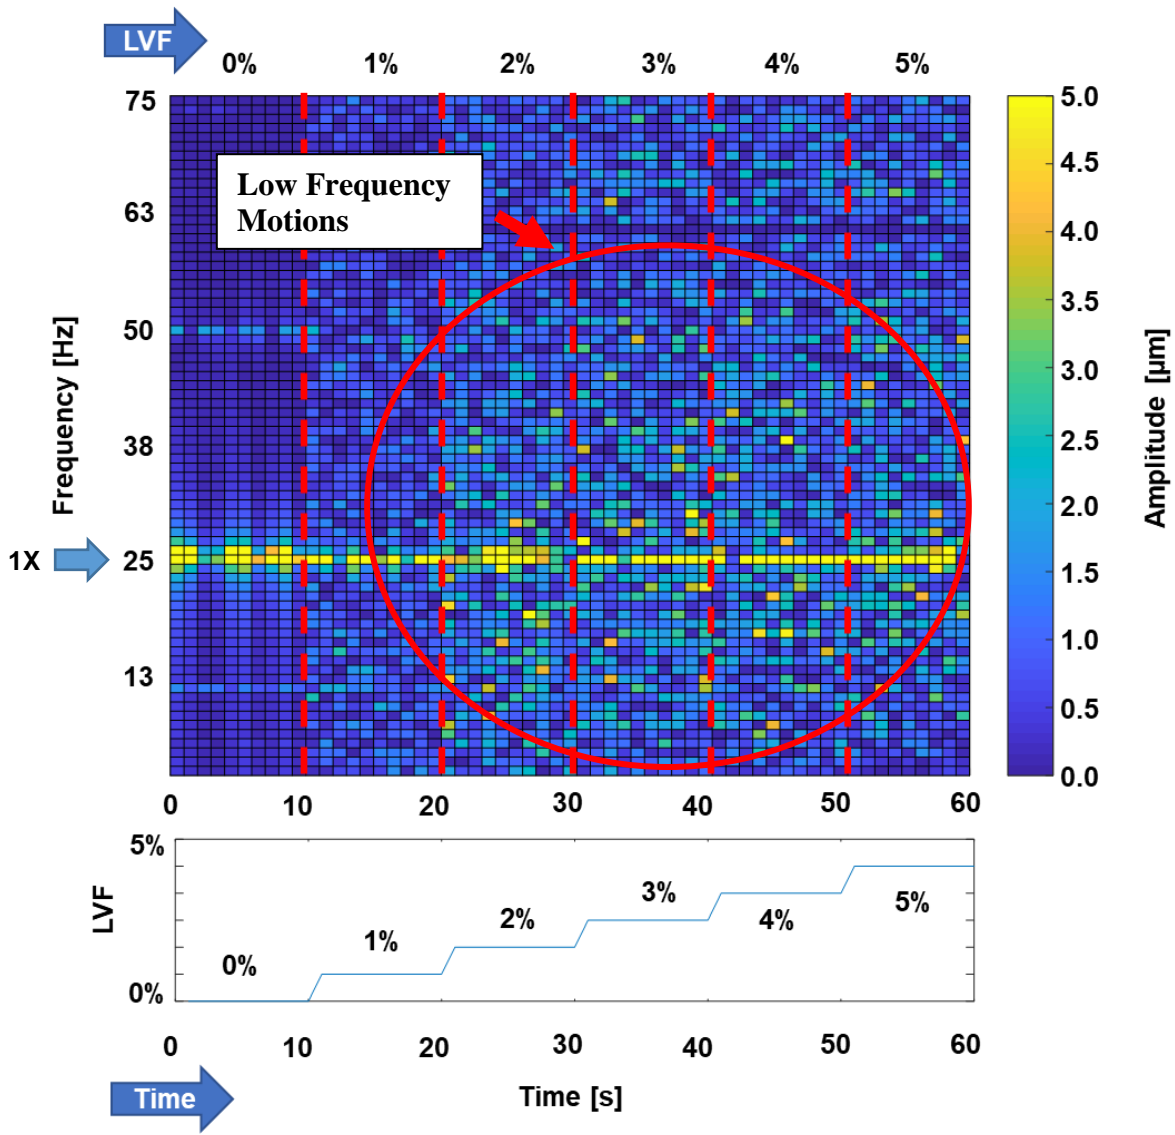 LVF
0% 1% 2% 3% 4% 5%
75
63
50
38
25
13
Frequency [Hz]
1X
Low Frequency
Motions
5.0
4.5
4.0
3.5
3.0
2.5
2.0
1.5
1.0
0.5
0.0
Amplitude [µm]
0 10 20 30 40 50 60
5%
0%
LVF
0% 1% 2% 3% 4% 5%
0 10 20 30 40 50 60
Time
Time [s]